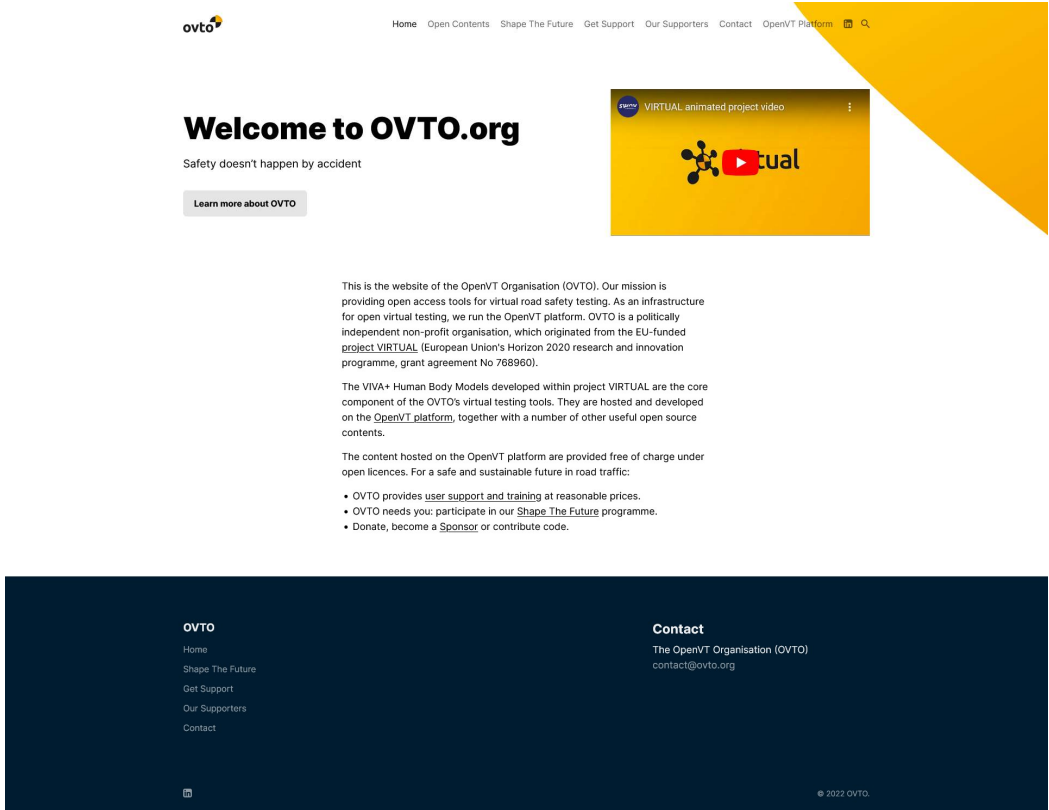 ovto
Home Open Contents Shape The Future Get Support Our Supporters Contact OpenVT Platform
Welcome to OVTO.org
Safety doesn't happen by accident
Learn more about OVTO
VIRTUAL animated project video
tual
This is the website of the OpenVT Organisation (OVTO). Our mission is
providing open access tools for virtual road safety testing. As an infrastructure
for open virtual testing, we run the OpenVT platform. OVTO is a politically
independent non-profit organisation, which originated from the EU-funded
project VIRTUAL (European Union's Horizon 2020 research and innovation
programme, grant agreement No 768960).
The VIVA+ Human Body Models developed within project VIRTUAL are the core
component of the OVTO's virtual testing tools. They are hosted and developed
on the OpenVT platform, together with a number of other useful open source
contents.
The content hosted on the OpenVT platform are provided free of charge under
open licences. For a safe and sustainable future in road traffic:
• OVTO provides user support and training at reasonable prices.
• OVTO needs you: participate in our Shape The Future programme.
• Donate, become a Sponsor or contribute code.
OVTO
Home
Shape The Future
Get Support
Our Supporters
Contact
Contact
The OpenVT Organisation (OVTO)
contact@ovto.org
© 2022 OVTO.